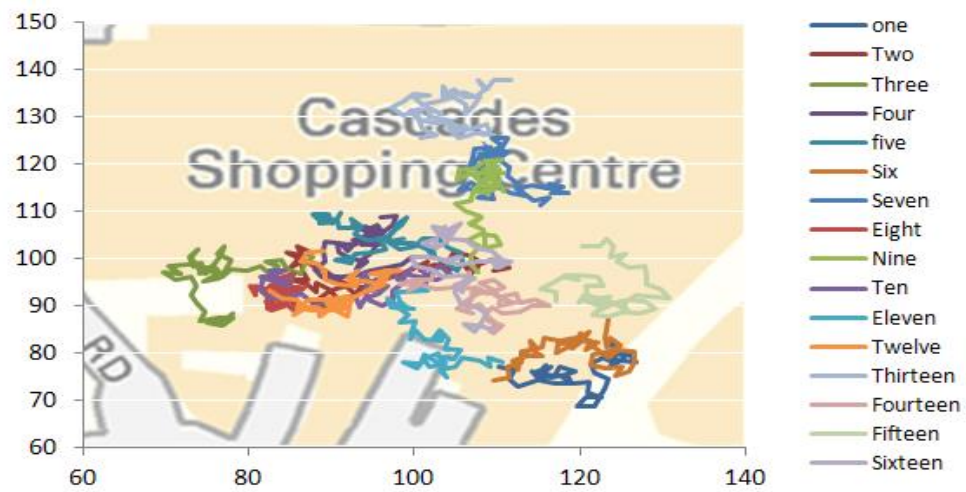 150
140
130
120
110
100
90
80
70
60
60 80 100 120 140
Cascades
Shopping Centre
RD
one
Two
Three
Four
five
Six
Seven
Eight
Nine
Ten
Eleven
Twelve
Thirteen
Fourteen
Fifteen
Sixteen